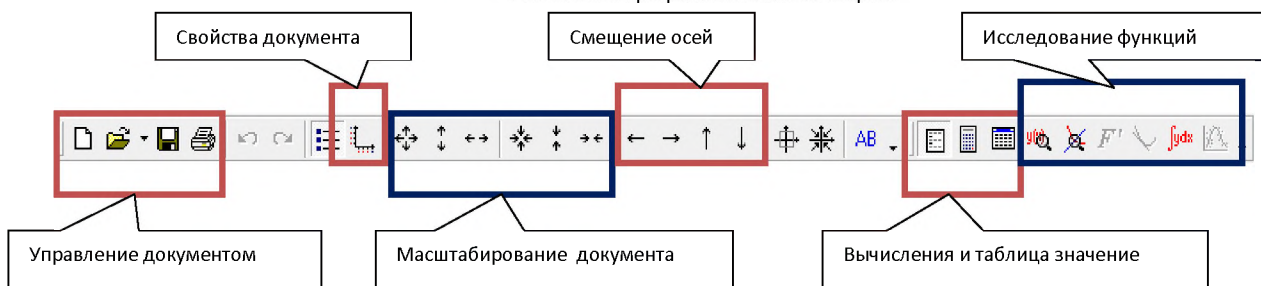 Свойства документа
Смещение осей
Исследование функций
AB
y(x)
F'
∫ydx
Управление документом
Масштабирование документа
Вычисления и таблица значение